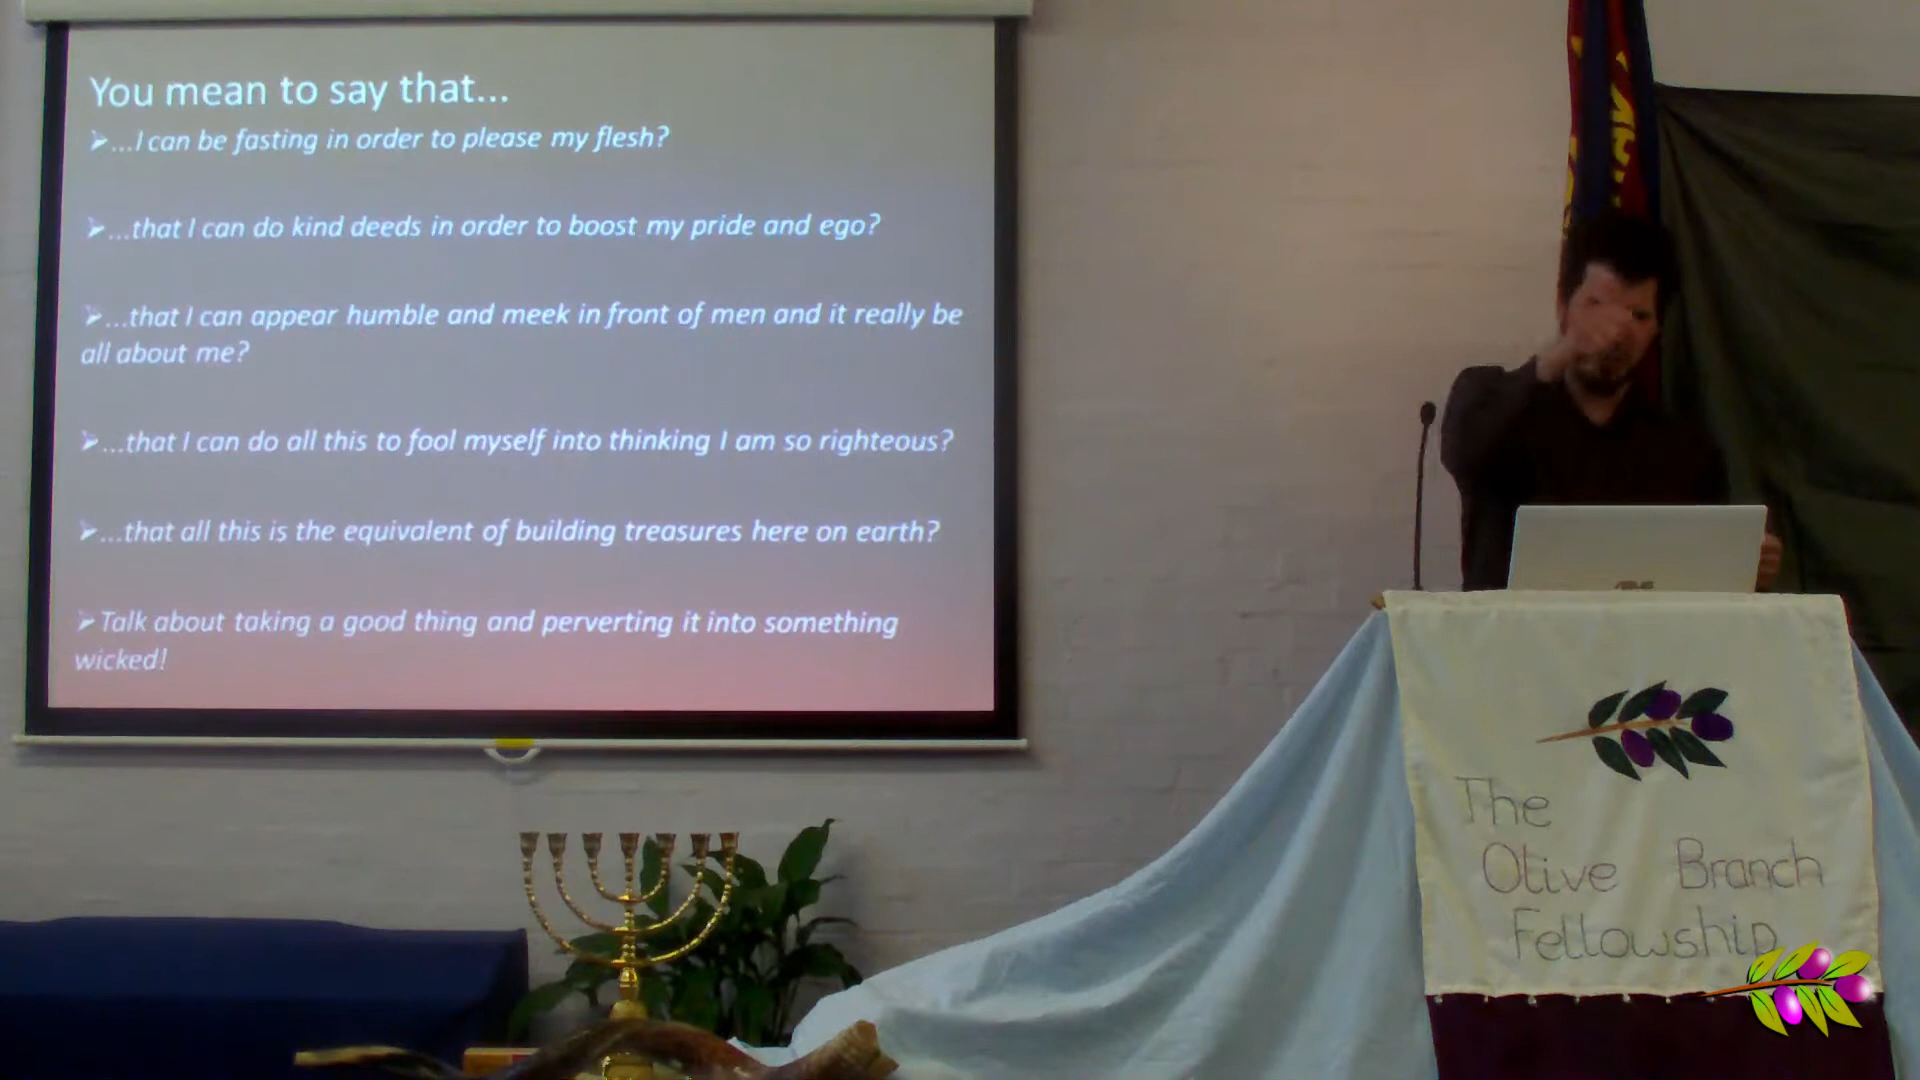 You mean to say that...
...I can be fasting in order to please my flesh?
...that I can do kind deeds in order to boost my pride and ego?
...that I can appear humble and meek in front of men and it really be
all about me?
...that I can do all this to fool myself into thinking I am so righteous?
...that all this is the equivalent of building treasures here on earth?
Talk about taking a good thing and perverting it into something
wicked!
The
Olive Branch
Fellowship